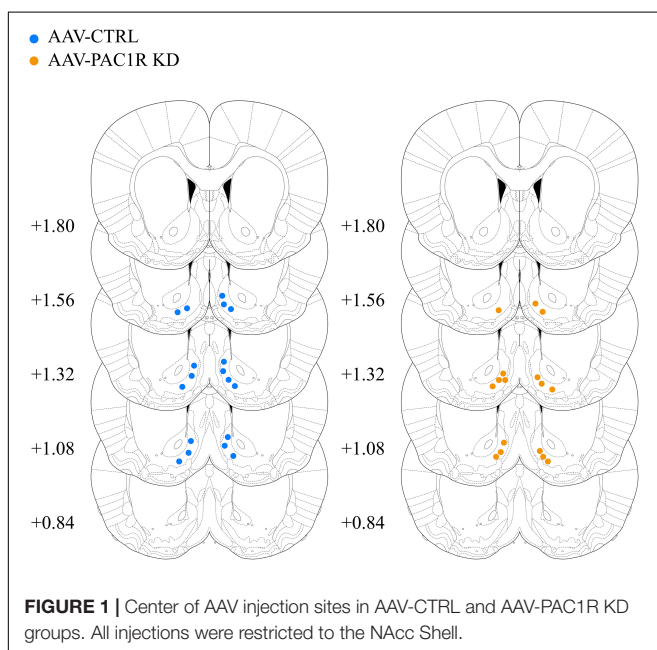 AAV-CTRL
AAV-PAC1R KD
+1.80
+1.80
+1.56
+1.56
+1.32
+1.32
+1.08
+1.08
+0.84
+0.84
FIGURE 1 | Center of AAV injection sites in AAV-CTRL and AAV-PAC1R KD
groups. All injections were restricted to the NAcc Shell.